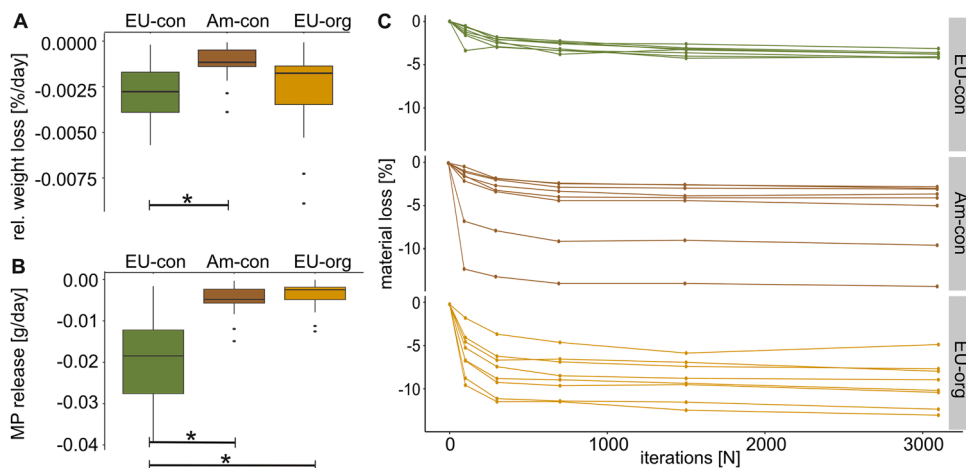 A
EU-con Am-con EU-org
rel. weight loss [%/day]
0.0000
-0.0025
-0.0050
-0.0075
*
B
EU-con Am-con EU-org
MP release [g/day]
0.00
-0.01
-0.02
-0.03
-0.04
*
*
C
material loss [%]
0
-5
-10
EU-con
0
-5
-10
Am-con
0
-5
-10
EU-org
0 1000 2000 3000
iterations [N]